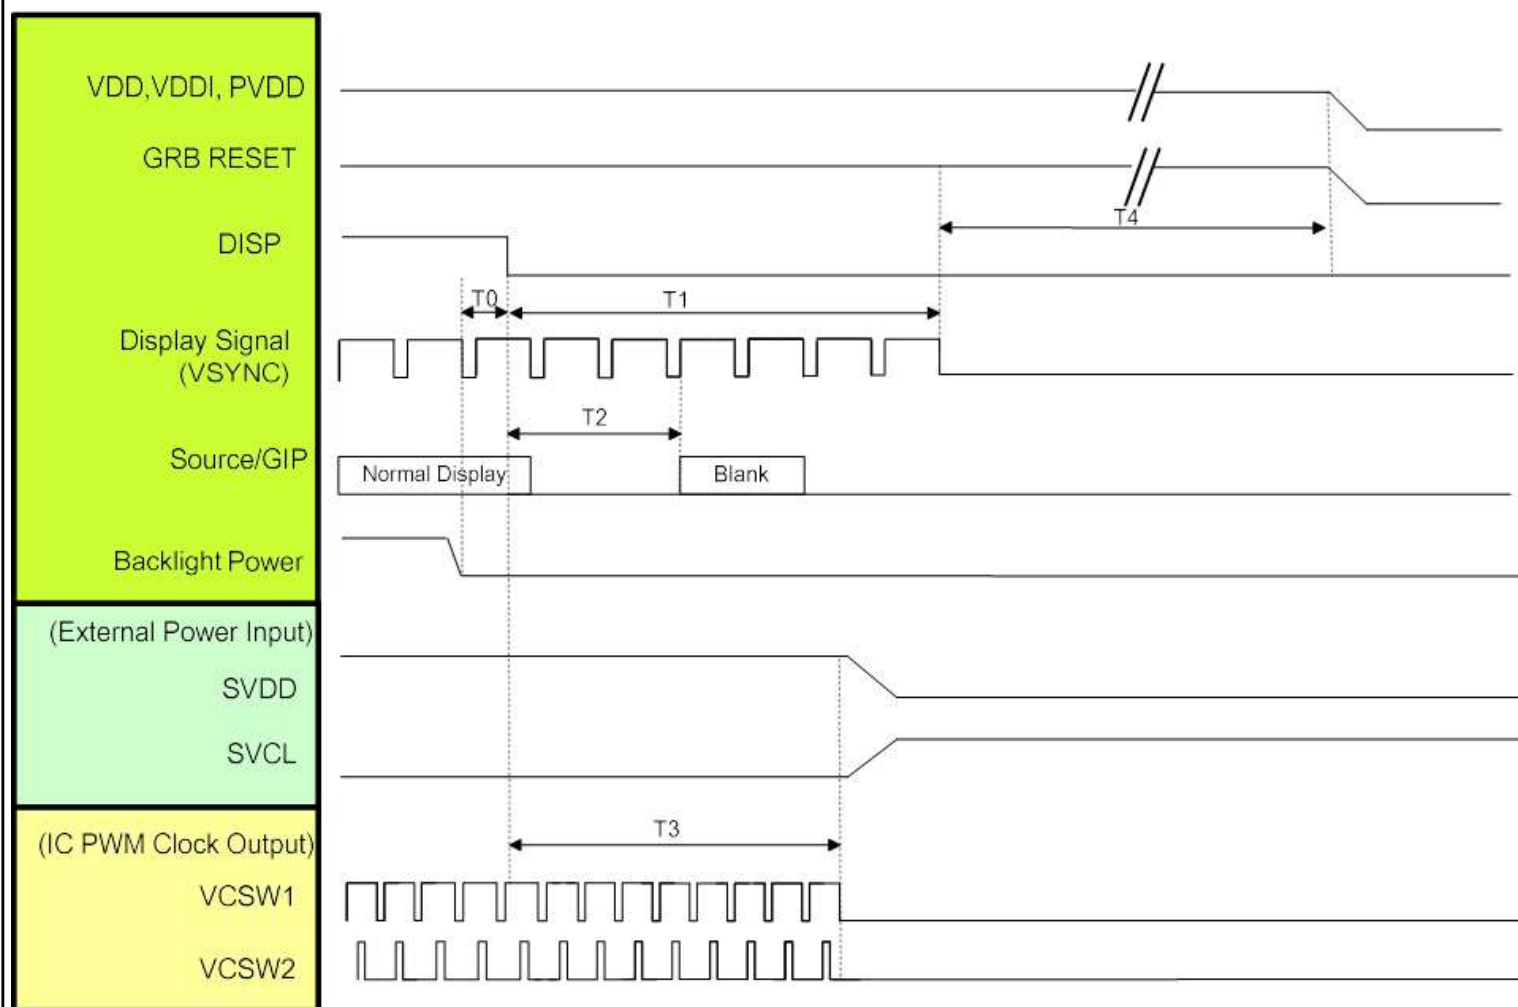 VDD,VDDI, PVDD
GRB RESET
T4
DISP
T0
T1
Display Signal
(VSYNC)
T2
Source/GIP
Normal Display
Blank
Backlight Power
(External Power Input)
SVDD
SVCL
T3
(IC PWM Clock Output)
VCSW1
VCSW2